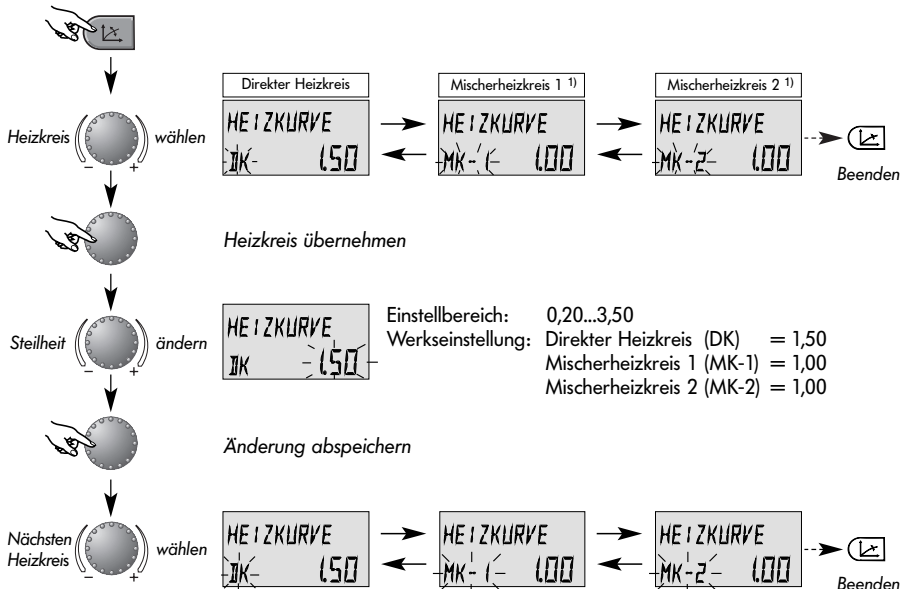 Direkter Heizkreis
Mischerheizkreis 1 1)
Mischerheizkreis 2 1)
Heizkreis
wählen
- +
HEIZKURVE
DK 1.50
HEIZKURVE
MK-1 1.00
HEIZKURVE
MK-2 1.00
Beenden
Heizkreis übernehmen
Steilheit
ändern
- +
HEIZKURVE
DK 1.50
Einstellbereich: 0,20...3,50
Werkseinstellung: Direkter Heizkreis (DK) = 1,50
Mischerheizkreis 1 (MK-1) = 1,00
Mischerheizkreis 2 (MK-2) = 1,00
Änderung abspeichern
Nächsten
Heizkreis
wählen
- +
HEIZKURVE
DK 1.50
HEIZKURVE
MK-1 1.00
HEIZKURVE
MK-2 1.00
Beenden